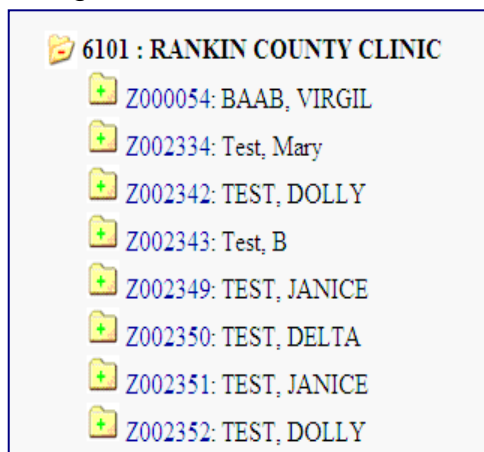 6101 : RANKIN COUNTY CLINIC
Z000054: BAAB, VIRGIL
Z002334: Test, Mary
Z002342: TEST, DOLLY
Z002343: Test, B
Z002349: TEST, JANICE
Z002350: TEST, DELTA
Z002351: TEST, JANICE
Z002352: TEST, DOLLY